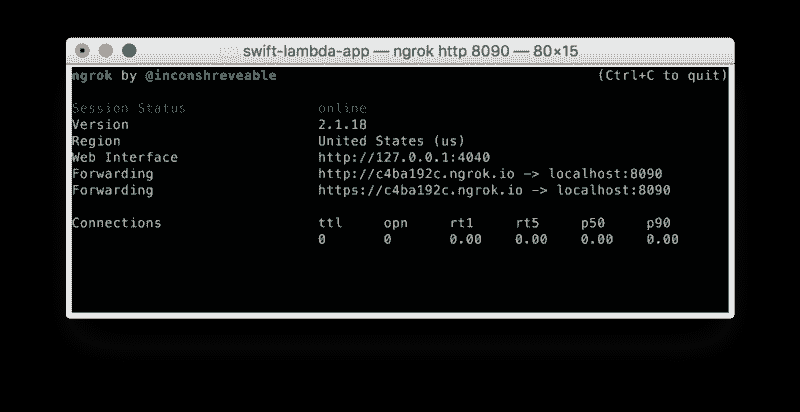 swift-lambda-app — ngrok http 8090 — 80×15
ngrok by @inconshreveable (Ctrl+C to quit)
Session Status online
Version 2.1.18
Region United States (us)
Web Interface http://127.0.0.1:4040
Forwarding http://c4ba192c.ngrok.io -> localhost:8090
Forwarding https://c4ba192c.ngrok.io -> localhost:8090
Connections ttl opn rt1 rt5 p50 p90
0 0 0.00 0.00 0.00 0.00